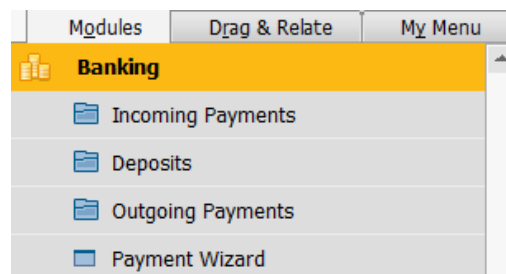 Modules Drag & Relate My Menu
Banking
Incoming Payments
Deposits
Outgoing Payments
Payment Wizard